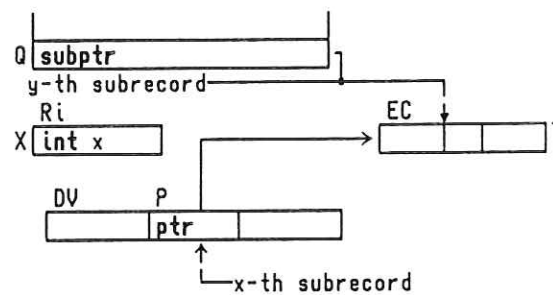 Q subptr
y-th subrecord
Ri
EC
X int x
DV P
ptr
x-th subrecord